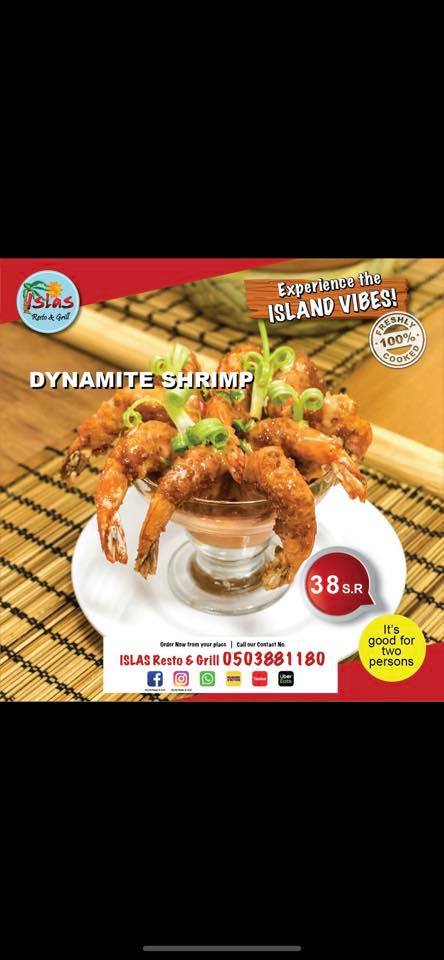 Islas
Resto & Grill
Experience the
ISLAND VIBES!
FRESHLY
100%
COOKED
DYNAMITE SHRIMP
38 S.R
It's
good for
two
persons
Order Now from your place | Call our Contact No.
ISLAS Resto & Grill 0503881180
Uber
Eats